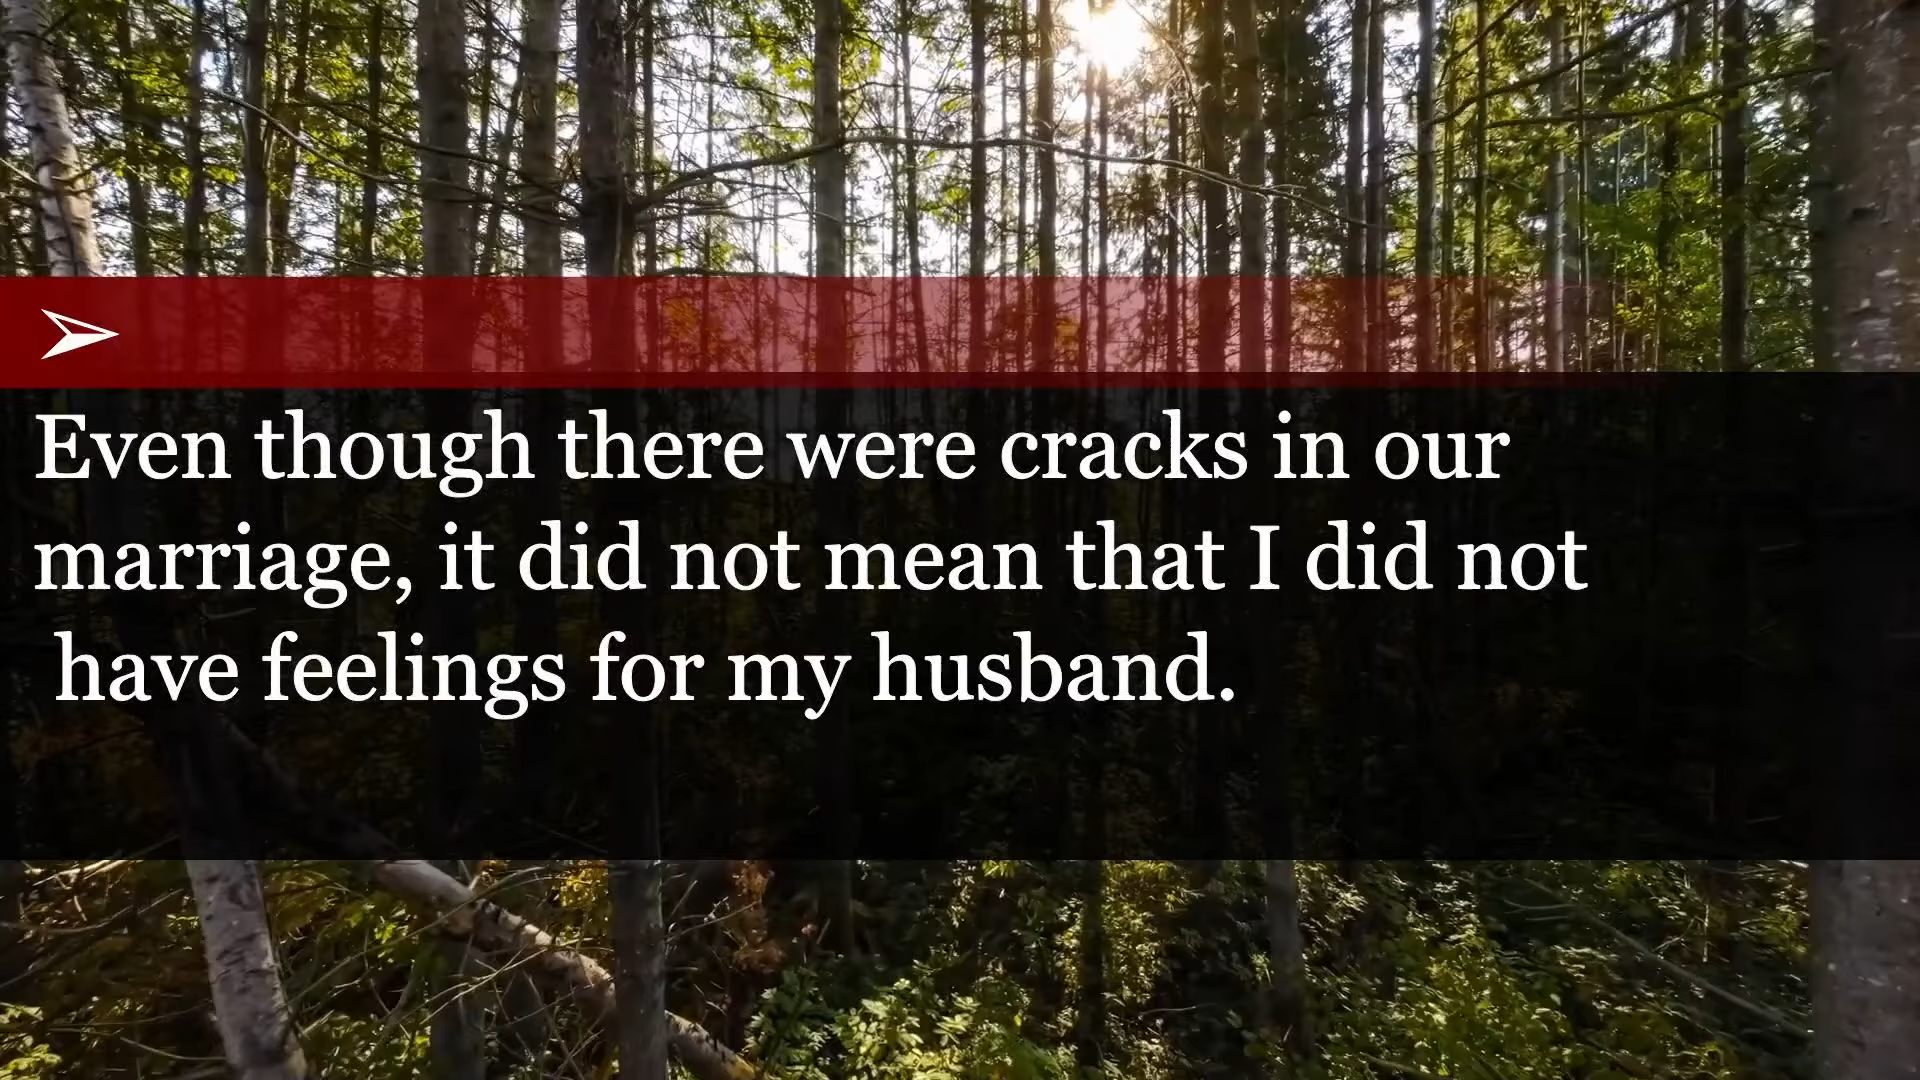 Even though there were cracks in our
marriage, it did not mean that I did not
have feelings for my husband.